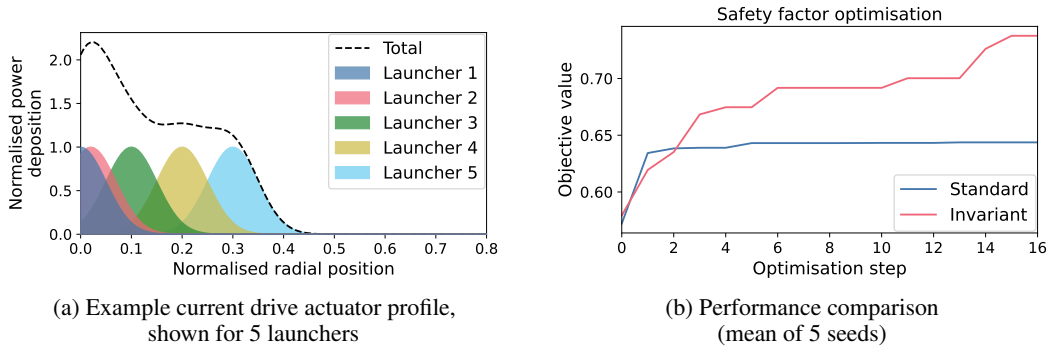 Normalised power
deposition
2.0
1.5
1.0
0.5
0.0
0.0 0.1 0.2 0.3 0.4 0.5 0.6 0.7 0.8
Normalised radial position
Total
Launcher 1
Launcher 2
Launcher 3
Launcher 4
Launcher 5
(a) Example current drive actuator profile,
shown for 5 launchers
Safety factor optimisation
Objective value
0.70
0.65
0.60
0 2 4 6 8 10 12 14 16
Optimisation step
Standard
Invariant
(b) Performance comparison
(mean of 5 seeds)